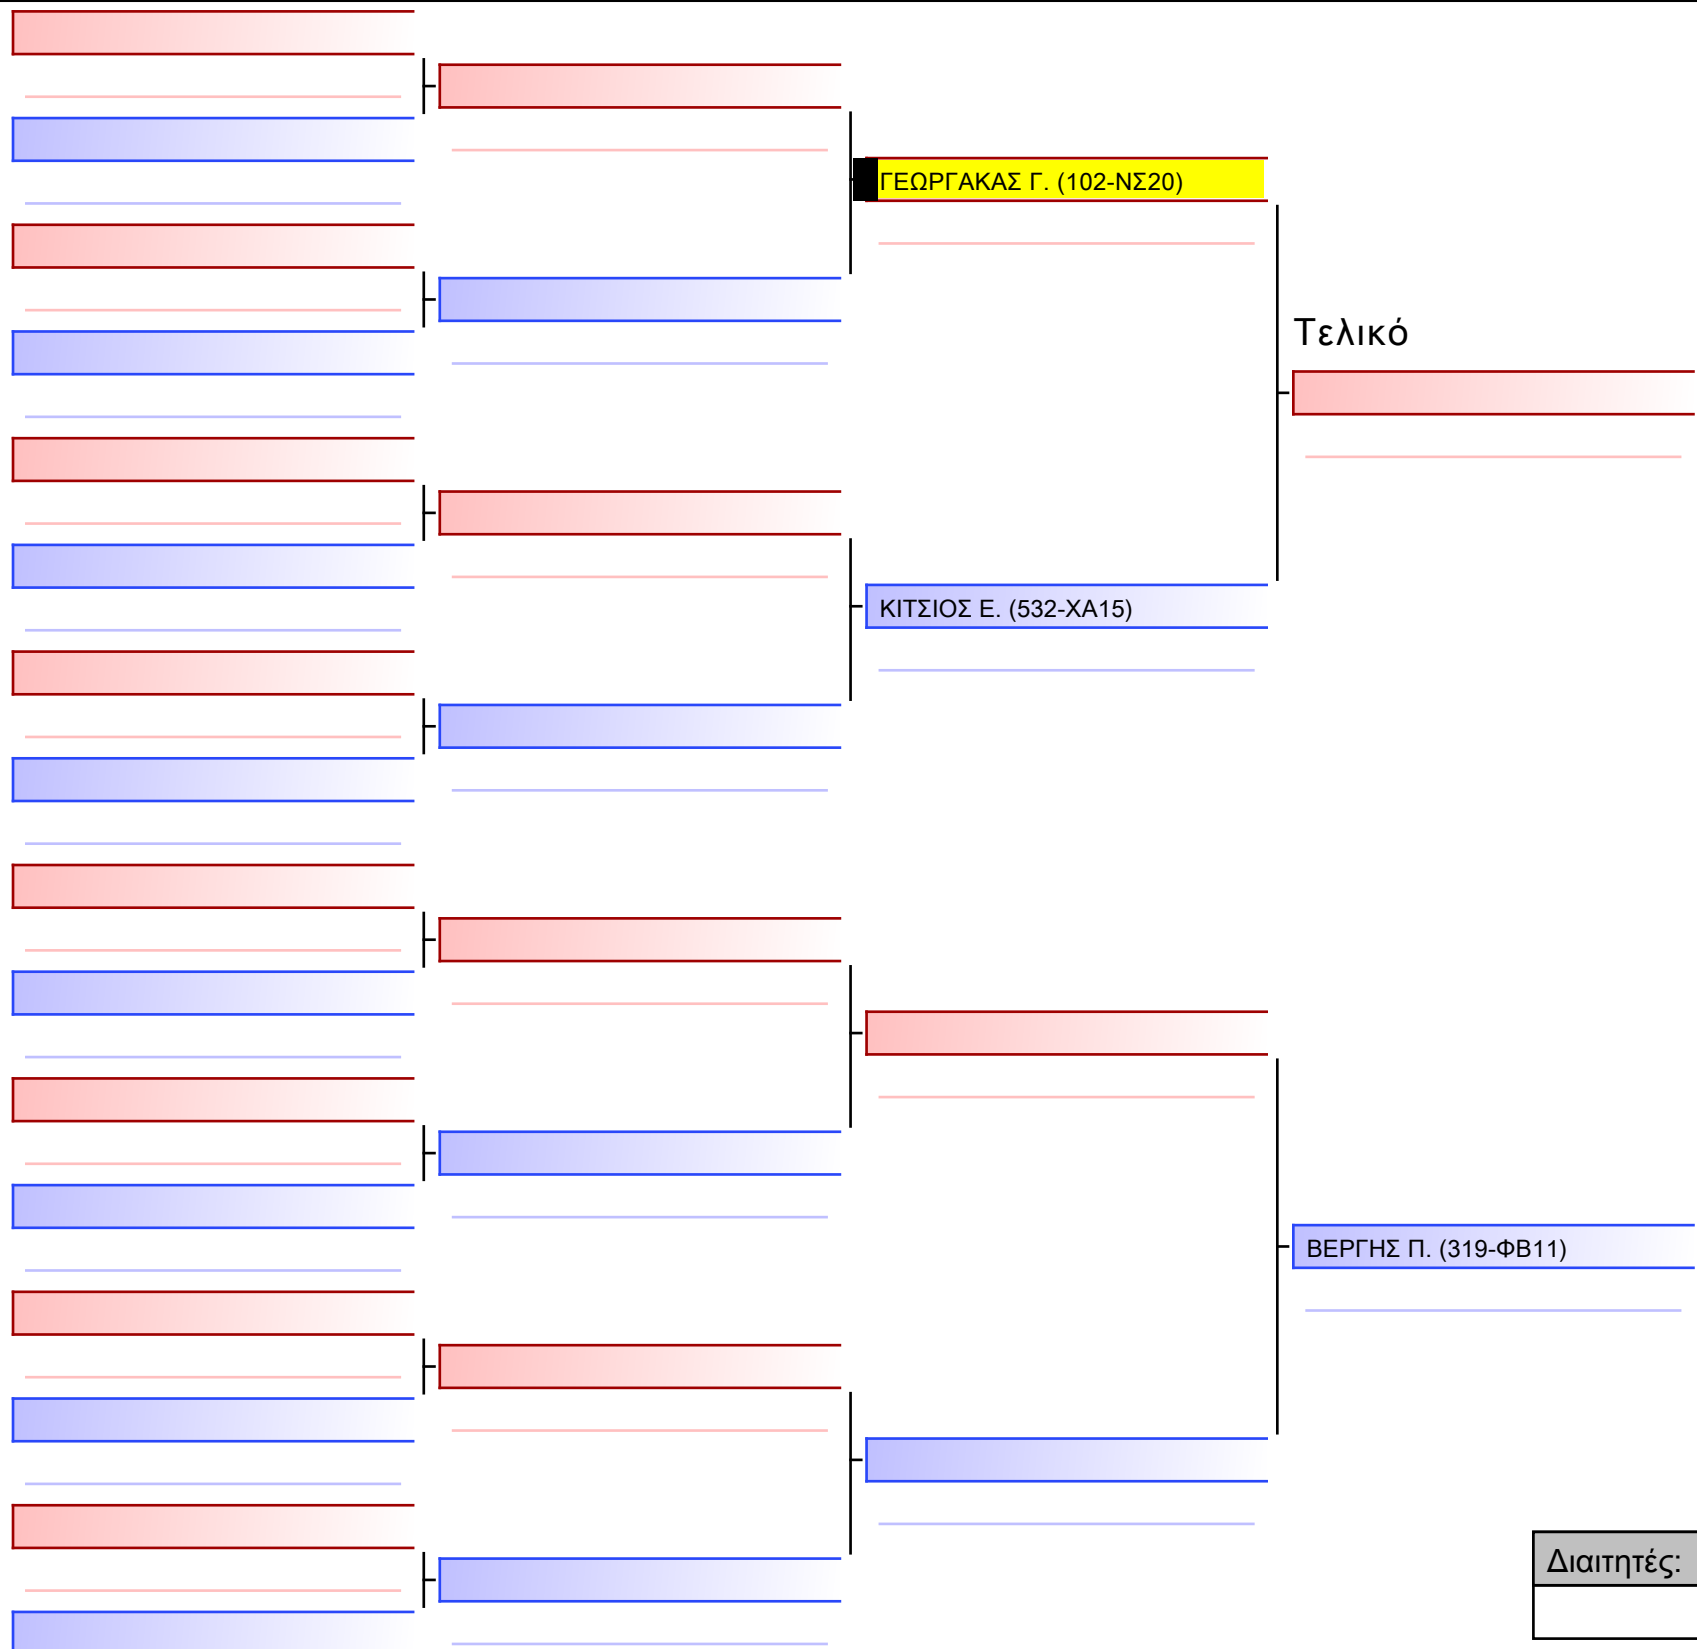 ΓΕΩΡΓΑΚΑΣ Γ. (102-ΝΣ20)
Τελικό
ΚΙΤΣΙΟΣ Ε. (532-ΧΑ15)
ΒΕΡΓΗΣ Π. (319-ΦΒ11)
Διαιτητές: